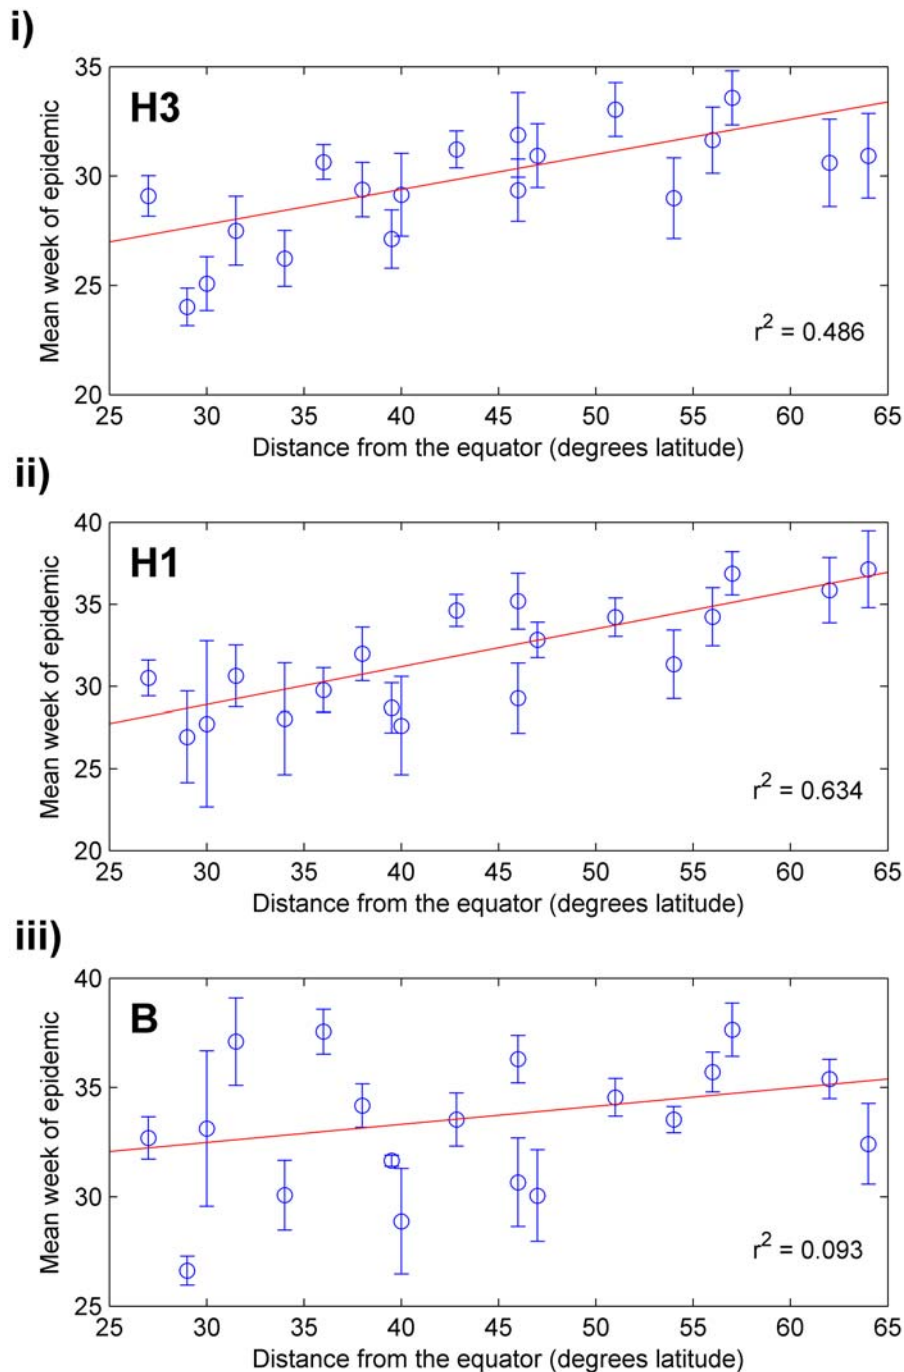 i)
H3
35
30
25
20
Mean week of epidemic
r² = 0.486
25 30 35 40 45 50 55 60 65
Distance from the equator (degrees latitude)
ii)
H1
40
35
30
25
20
Mean week of epidemic
r² = 0.634
25 30 35 40 45 50 55 60 65
Distance from the equator (degrees latitude)
iii)
B
40
35
30
25
Mean week of epidemic
r² = 0.093
25 30 35 40 45 50 55 60 65
Distance from the equator (degrees latitude)